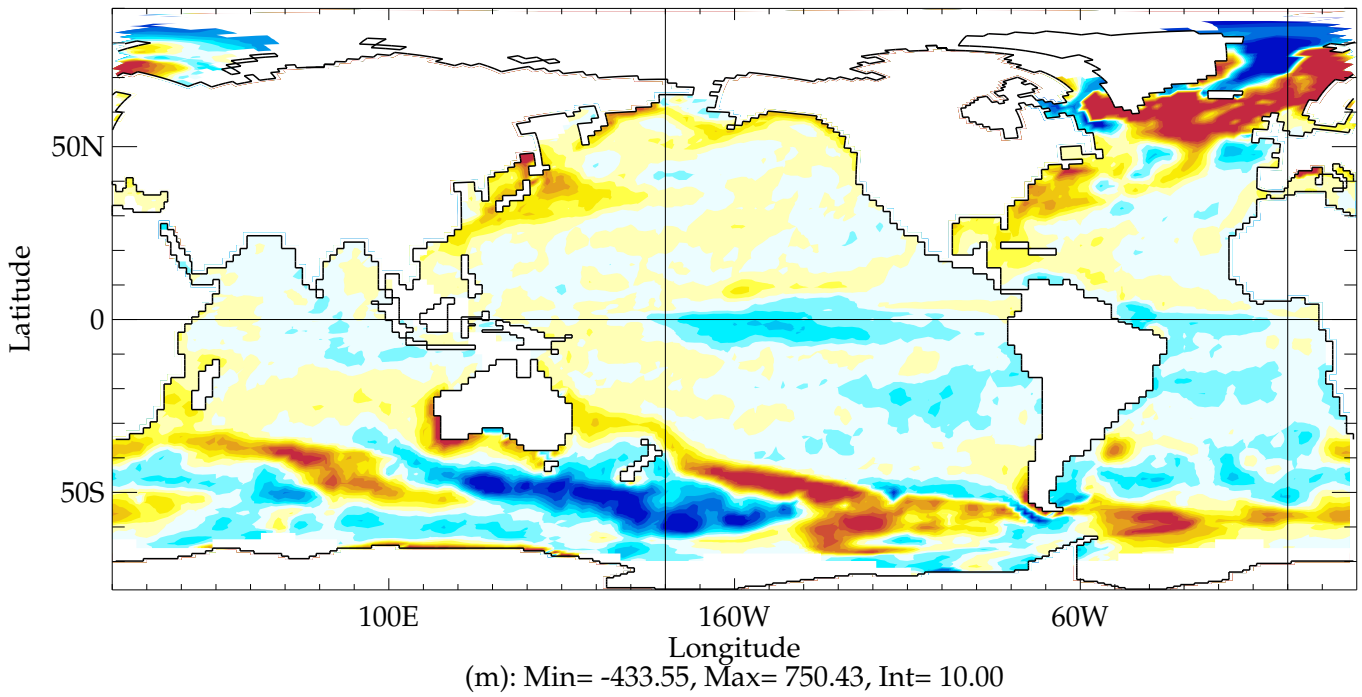 50N
0
50S
Latitude
100E 160W 60W
Longitude
(m): Min= -433.55, Max= 750.43, Int= 10.00